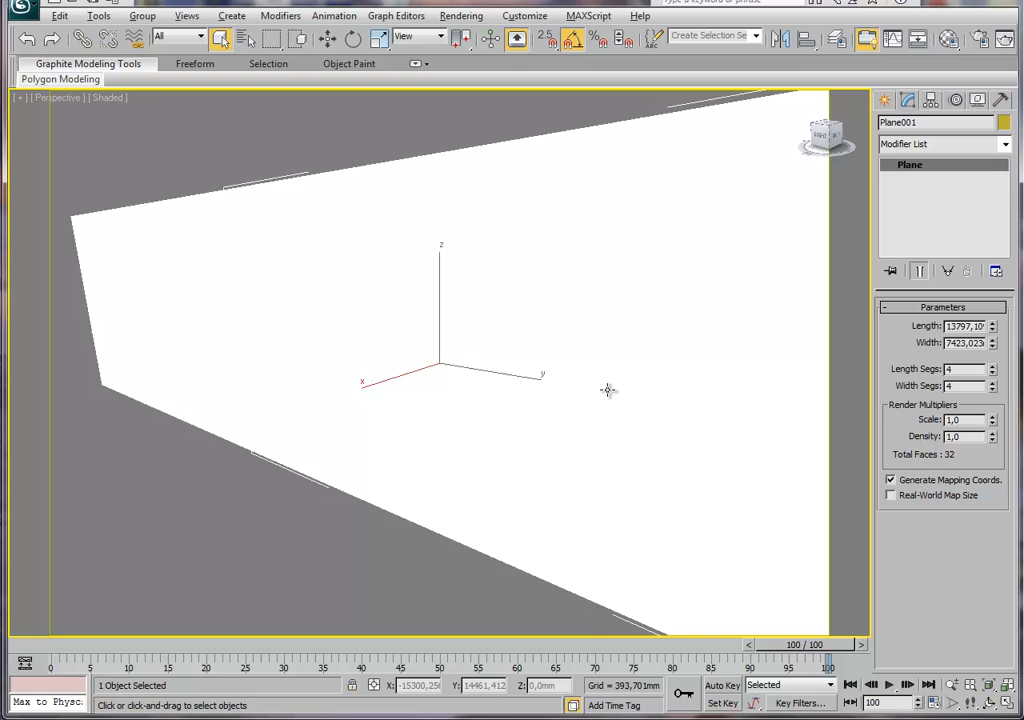 Edit Tools Group Views Create Modifiers Animation Graph Editors Rendering Customize MAXScript Help
All View 2.5 Create Selection Se
Graphite Modeling Tools Freeform Selection Object Paint
Polygon Modeling
[ + ] [ Perspective ] [ Shaded ]
RIGHT
Plane001
Modifier List
Plane
z
x
y
- Parameters
Length: 13797,10
Width: 7423,023
Length Segs: 4
Width Segs: 4
Render Multipliers
Scale: 1,0
Density: 1,0
Total Faces : 32
Generate Mapping Coords.
Real-World Map Size
< 100 / 100 >
0 5 10 15 20 25 30 35 40 45 50 55 60 65 70 75 80 85 90 95 100
1 Object Selected X: -15300,25 Y: 14461,412 Z: 0,0mm Grid = 393,701mm Auto Key Selected
Max to Physc: Click or click-and-drag to select objects Add Time Tag Set Key Key Filters... 100